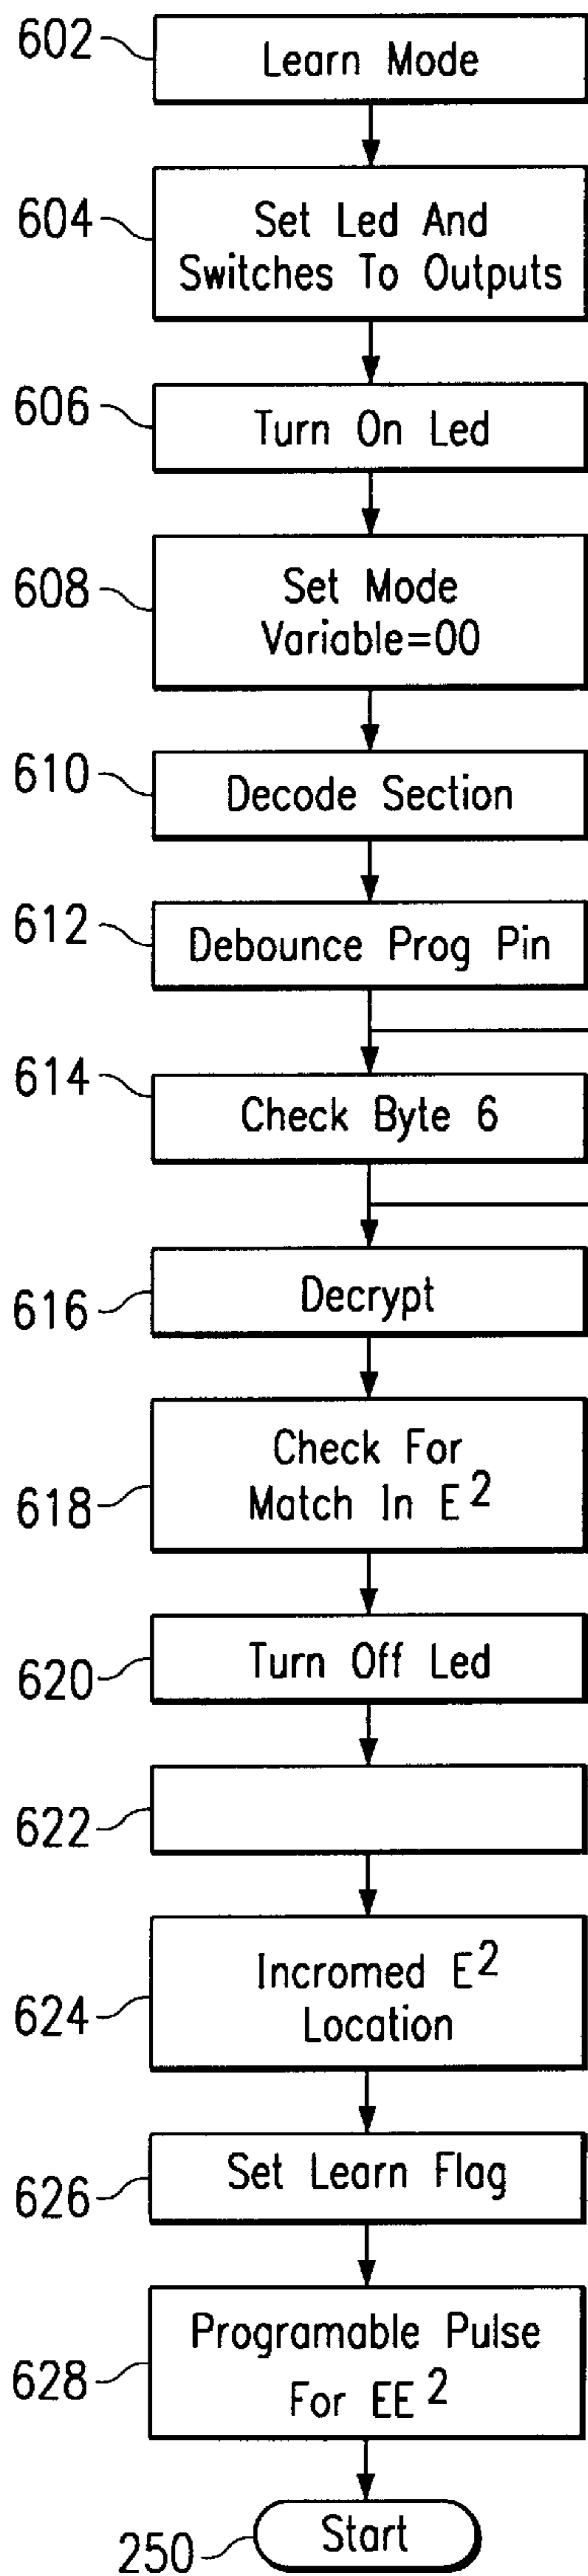 602
Learn Mode
604
Set Led And
Switches To Outputs
606
Turn On Led
608
Set Mode
Variable=00
610
Decode Section
612
Debounce Prog Pin
614
Check Byte 6
616
Decrypt
618
Check For
Match In E²
620
Turn Off Led
622
624
Incromed E²
Location
626
Set Learn Flag
628
Programable Pulse
For EE²
250
Start